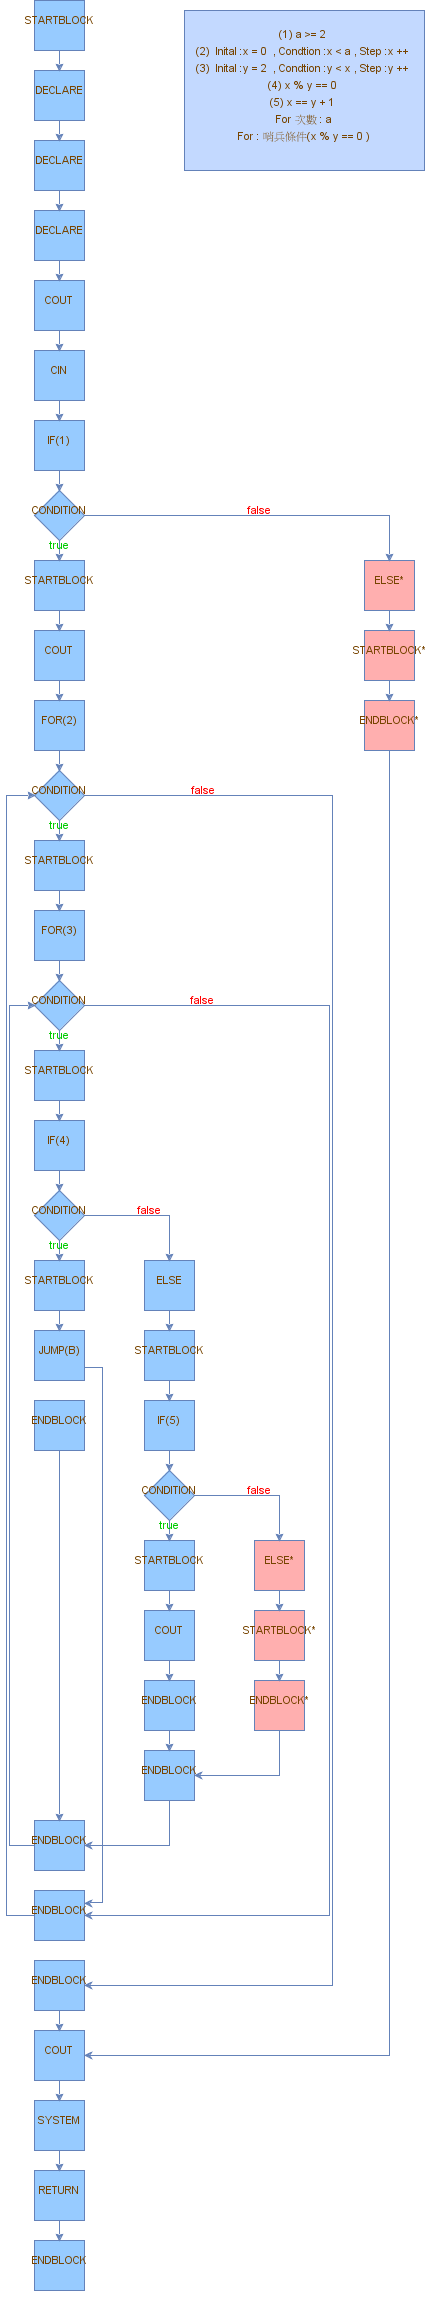 STARTBLOCK
(1) a >= 2
(2) Inital :x = 0 , Condtion :x < a , Step :x ++
(3) Inital :y = 2 , Condtion :y < x , Step :y ++
(4) x % y == 0
(5) x == y + 1
For 次數 : a
For : 哨兵條件(x % y == 0 )
DECLARE
DECLARE
DECLARE
COUT
CIN
IF(1)
CONDITION
false
true
STARTBLOCK
ELSE*
COUT
STARTBLOCK*
FOR(2)
ENDBLOCK*
CONDITION
false
true
STARTBLOCK
FOR(3)
CONDITION
false
true
STARTBLOCK
IF(4)
CONDITION
false
true
STARTBLOCK
ELSE
JUMP(B)
STARTBLOCK
ENDBLOCK
IF(5)
CONDITION
false
true
STARTBLOCK
ELSE*
COUT
STARTBLOCK*
ENDBLOCK
ENDBLOCK*
ENDBLOCK
ENDBLOCK
ENDBLOCK
ENDBLOCK
COUT
SYSTEM
RETURN
ENDBLOCK